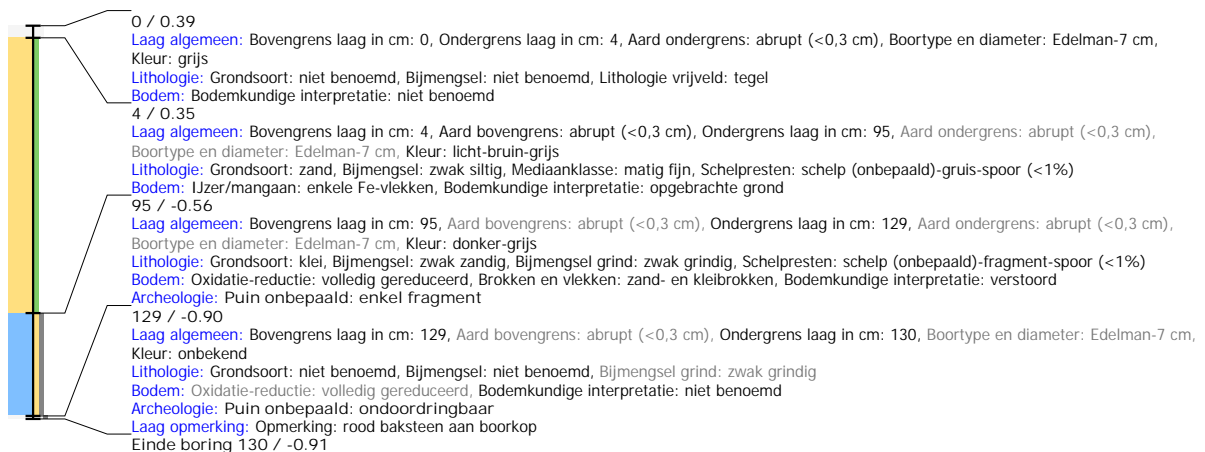 0 / 0.39
Laag algemeen: Bovengrens laag in cm: 0, Ondergrens laag in cm: 4, Aard ondergrens: abrupt (<0,3 cm), Boortype en diameter: Edelman-7 cm,
Kleur: grijs
Lithologie: Grondsoort: niet benoemd, Bijmengsel: niet benoemd, Lithologie vrijveld: tegel
Bodem: Bodemkundige interpretatie: niet benoemd
4 / 0.35
Laag algemeen: Bovengrens laag in cm: 4, Aard bovengrens: abrupt (<0,3 cm), Ondergrens laag in cm: 95, Aard ondergrens: abrupt (<0,3 cm),
Boortype en diameter: Edelman-7 cm, Kleur: licht-bruin-grijs
Lithologie: Grondsoort: zand, Bijmengsel: zwak siltig, Mediaanklasse: matig fijn, Schelpresten: schelp (onbepaald)-gruis-spoor (<1%)
Bodem: IJzer/mangaan: enkele Fe-vlekken, Bodemkundige interpretatie: opgebrachte grond
95 / -0.56
Laag algemeen: Bovengrens laag in cm: 95, Aard bovengrens: abrupt (<0,3 cm), Ondergrens laag in cm: 129, Aard ondergrens: abrupt (<0,3 cm),
Boortype en diameter: Edelman-7 cm, Kleur: donker-grijs
Lithologie: Grondsoort: klei, Bijmengsel: zwak zandig, Bijmengsel grind: zwak grindig, Schelpresten: schelp (onbepaald)-fragment-spoor (<1%)
Bodem: Oxidatie-reductie: volledig gereduceerd, Brokken en vlekken: zand- en kleibrokken, Bodemkundige interpretatie: verstoord
Archeologie: Puin onbepaald: enkel fragment
129 / -0.90
Laag algemeen: Bovengrens laag in cm: 129, Aard bovengrens: abrupt (<0,3 cm), Ondergrens laag in cm: 130, Boortype en diameter: Edelman-7 cm,
Kleur: onbekend
Lithologie: Grondsoort: niet benoemd, Bijmengsel: niet benoemd, Bijmengsel grind: zwak grindig
Bodem: Oxidatie-reductie: volledig gereduceerd, Bodemkundige interpretatie: niet benoemd
Archeologie: Puin onbepaald: ondoordringbaar
Laag opmerking: Opmerking: rood baksteen aan boorkop
Einde boring 130 / -0.91